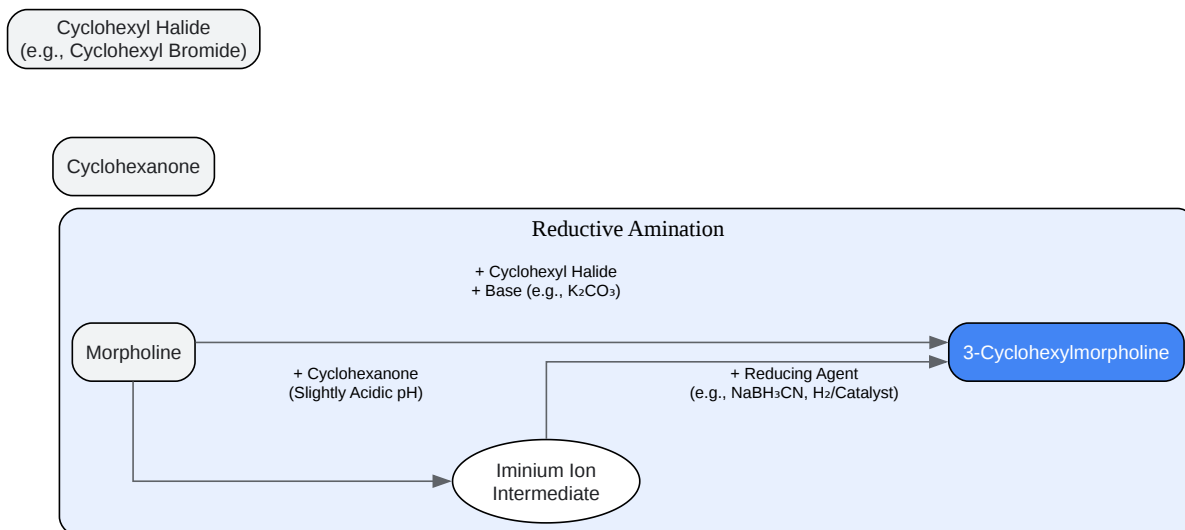 Cyclohexyl Halide
(e.g., Cyclohexyl Bromide)
Cyclohexanone
Reductive Amination
+ Cyclohexyl Halide
+ Base (e.g., K₂CO₃)
Morpholine
3-Cyclohexylmorpholine
+ Cyclohexanone
(Slightly Acidic pH)
+ Reducing Agent
(e.g., NaBH₃CN, H₂/Catalyst)
Iminium Ion
Intermediate